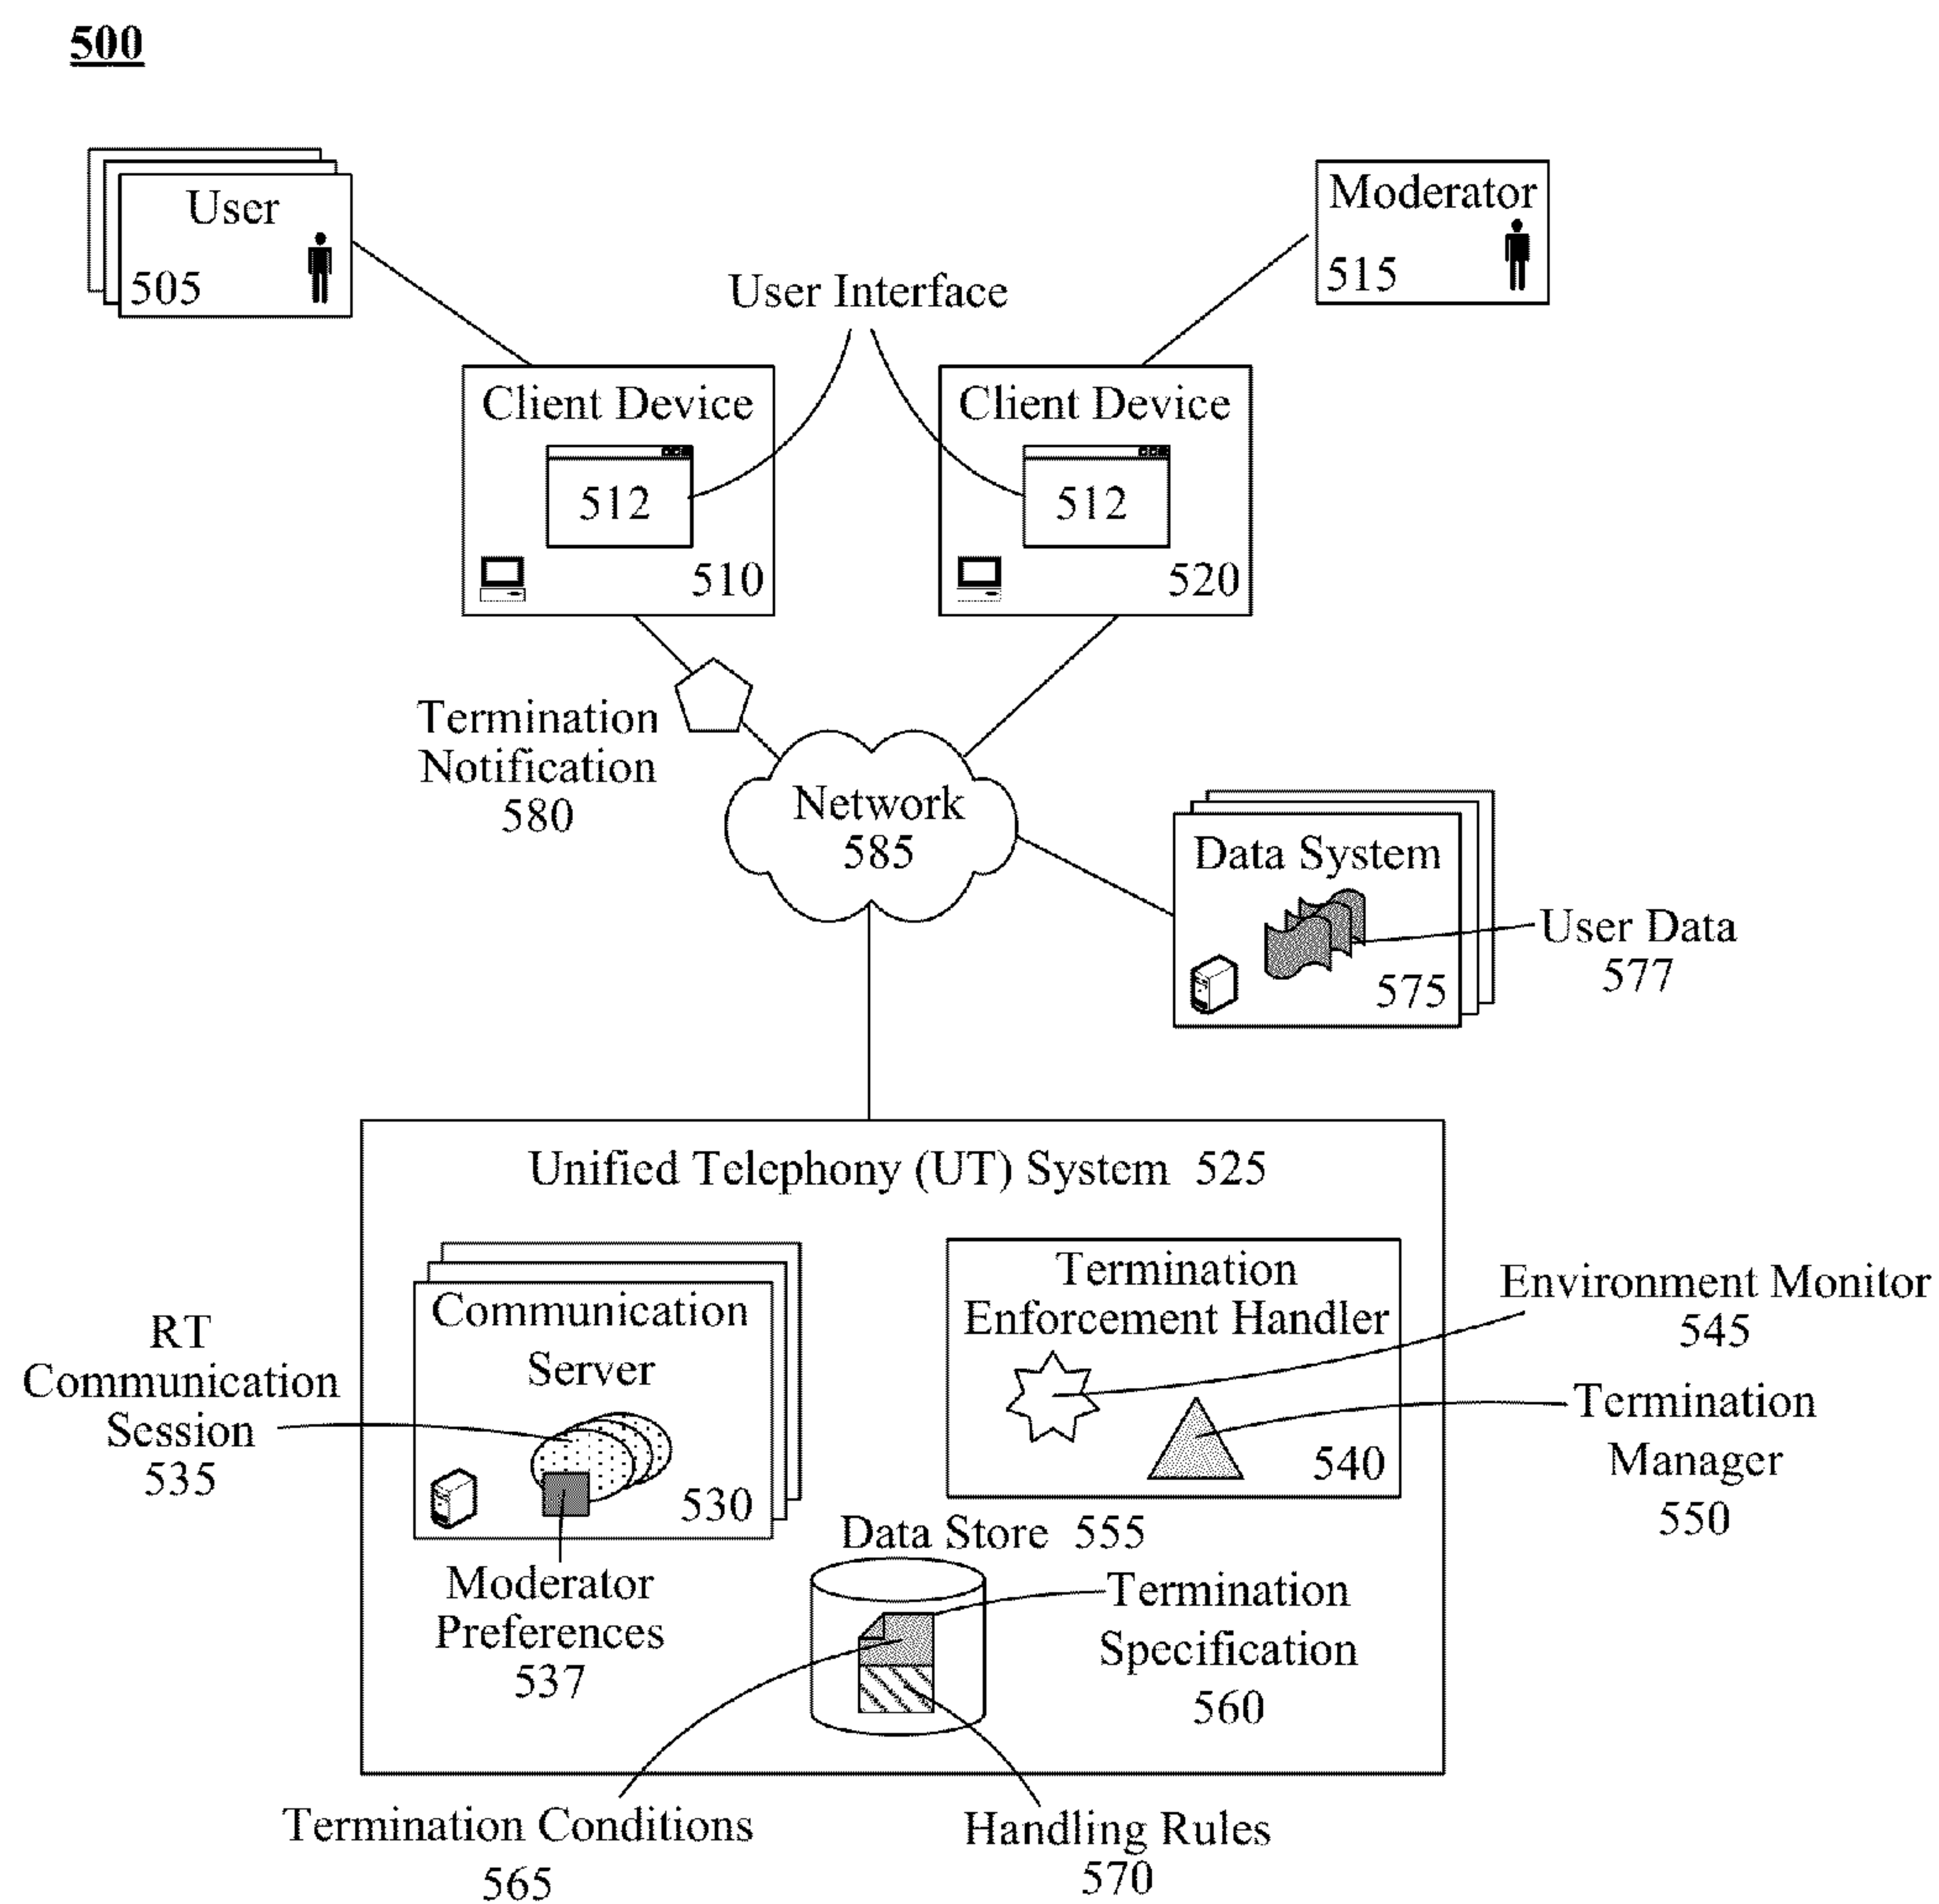 500
User
505
Moderator
515
User Interface
Client Device
512
510
Client Device
512
520
Termination
Notification
580
Network
585
Data System
575
User Data
577
Unified Telephony (UT) System 525
Communication
Server
530
RT
Communication
Session
535
Moderator
Preferences
537
Termination
Enforcement Handler
540
Environment Monitor
545
Termination
Manager
550
Data Store 555
Termination
Specification
560
Termination Conditions
565
Handling Rules
570